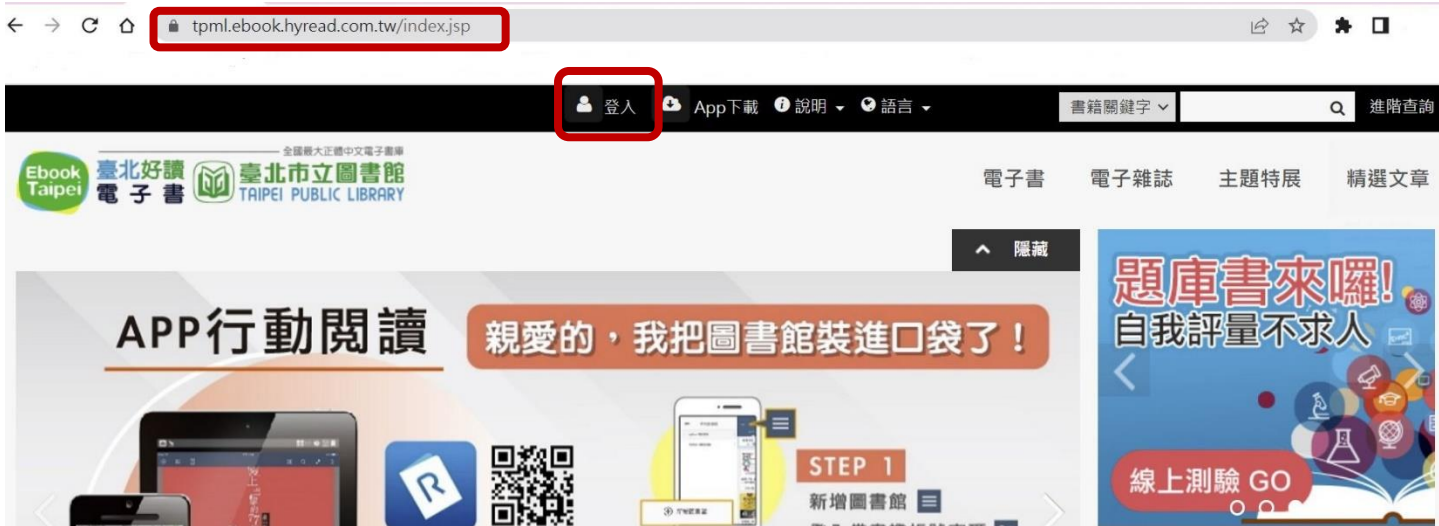 tpml.ebook.hyread.com.tw/index.jsp
登入 App下載 說明 語言 書籍關鍵字 進階查詢
全國最大正體中文電子書庫
Ebook Taipei
臺北好讀 電子書
臺北市立圖書館
TAIPEI PUBLIC LIBRARY
電子書 電子雜誌 主題特展 精選文章
隱藏
APP行動閱讀
親愛的，我把圖書館裝進口袋了！
STEP 1
新增圖書館
題庫書來囉!
自我評量不求人
線上測驗 GO